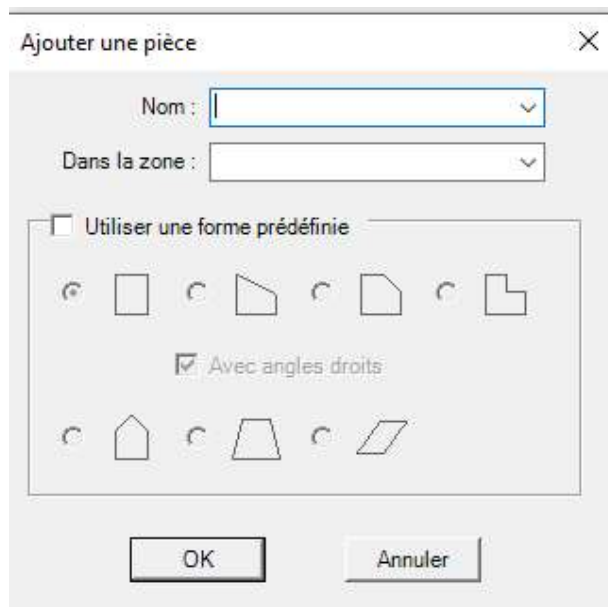 Ajouter une pièce
Nom :
Dans la zone :
Utiliser une forme prédéfinie
Avec angles droits
OK
Annuler